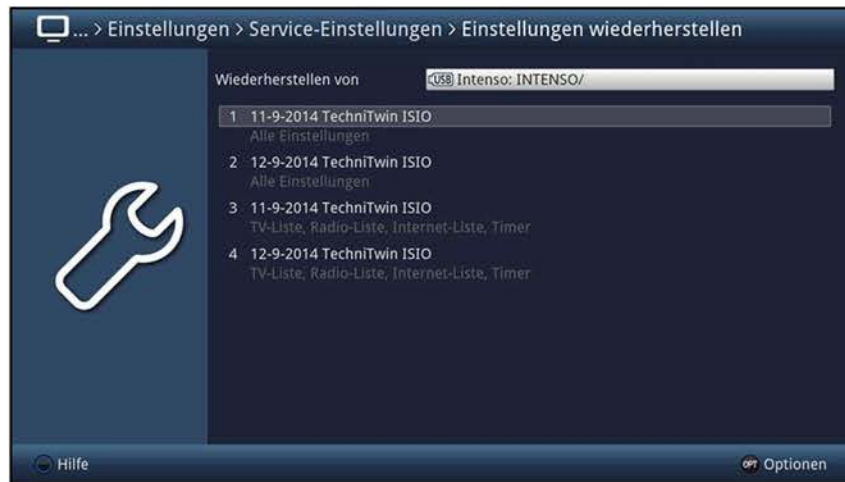 ... > Einstellungen > Service-Einstellungen > Einstellungen wiederherstellen
Wiederherstellen von USB Intenso: INTENSO/
1 11-9-2014 TechniTwin ISIO
Alle Einstellungen
2 12-9-2014 TechniTwin ISIO
Alle Einstellungen
3 11-9-2014 TechniTwin ISIO
TV-Liste, Radio-Liste, Internet-Liste, Timer
4 12-9-2014 TechniTwin ISIO
TV-Liste, Radio-Liste, Internet-Liste, Timer
Hilfe OPT Optionen